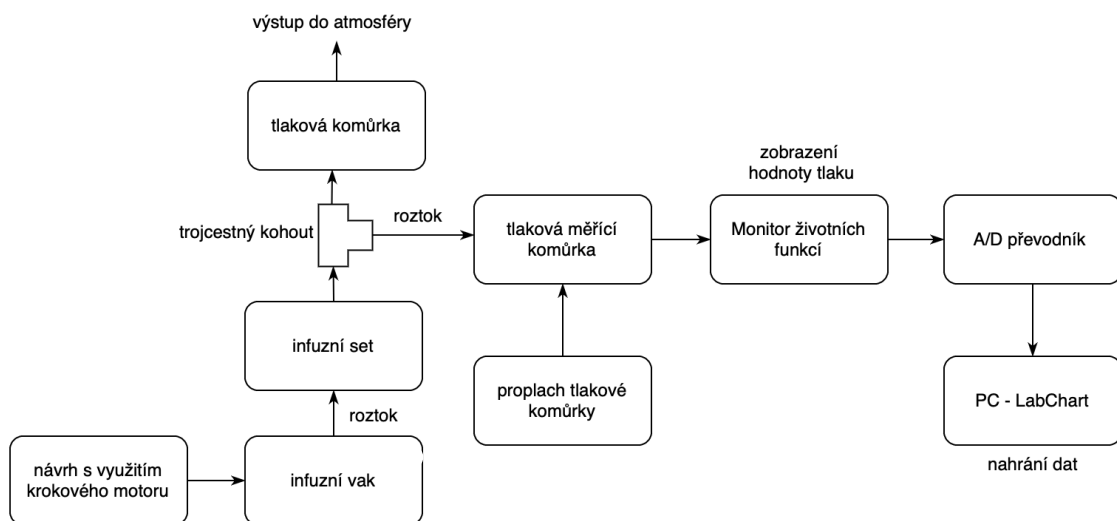 výstup do atmosféry
tlaková komůrka
trojcestný kohout
roztok
tlaková měřící
komůrka
zobrazení
hodnoty tlaku
Monitor životních
funkcí
A/D převodník
infuzní set
roztok
proplach tlakové
komůrky
PC - LabChart
nahrání dat
návrh s využitím
krokového motoru
infuzní vak